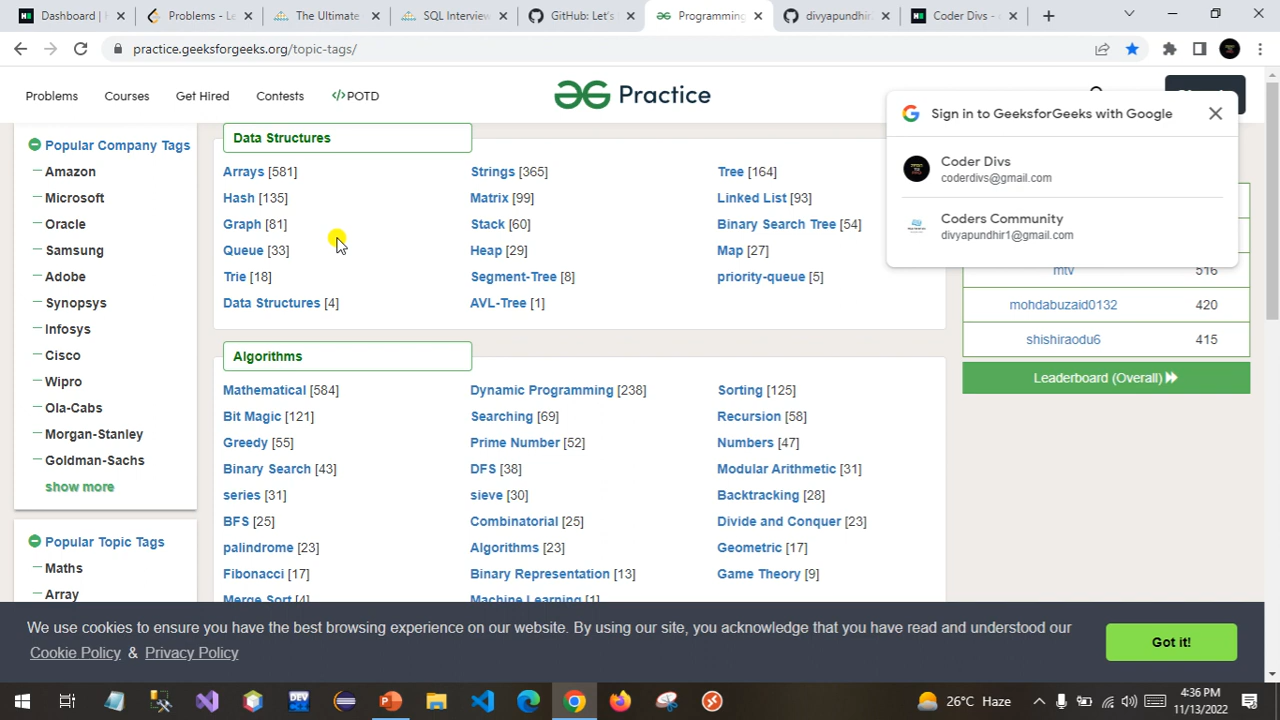 Dashboard | H
Problems - Le
The Ultimate
SQL Interview
GitHub: Let's
Programming
divyapundhir
Coder Divs -
practice.geeksforgeeks.org/topic-tags/
Problems
Courses
Get Hired
Contests
</>POTD
Practice
Sign in to GeeksforGeeks with Google
Coder Divs
coderdivs@gmail.com
Coders Community
divyapundhir1@gmail.com
Popular Company Tags
Amazon
Microsoft
Oracle
Samsung
Adobe
Synopsys
Infosys
Cisco
Wipro
Ola-Cabs
Morgan-Stanley
Goldman-Sachs
show more
Popular Topic Tags
Maths
Array
Data Structures
Arrays [581]
Strings [365]
Tree [164]
Hash [135]
Matrix [99]
Linked List [93]
Graph [81]
Stack [60]
Binary Search Tree [54]
Queue [33]
Heap [29]
Map [27]
Trie [18]
Segment-Tree [8]
priority-queue [5]
Data Structures [4]
AVL-Tree [1]
Algorithms
Mathematical [584]
Dynamic Programming [238]
Sorting [125]
Bit Magic [121]
Searching [69]
Recursion [58]
Greedy [55]
Prime Number [52]
Numbers [47]
Binary Search [43]
DFS [38]
Modular Arithmetic [31]
series [31]
sieve [30]
Backtracking [28]
BFS [25]
Combinatorial [25]
Divide and Conquer [23]
palindrome [23]
Algorithms [23]
Geometric [17]
Fibonacci [17]
Binary Representation [13]
Game Theory [9]
Merge Sort [4]
Machine Learning [1]
mtv 516
mohdabuzaid0132 420
shishiraodu6 415
Leaderboard (Overall)
We use cookies to ensure you have the best browsing experience on our website. By using our site, you acknowledge that you have read and understood our
Cookie Policy & Privacy Policy
Got it!
26°C Haze
4:36 PM
11/13/2022